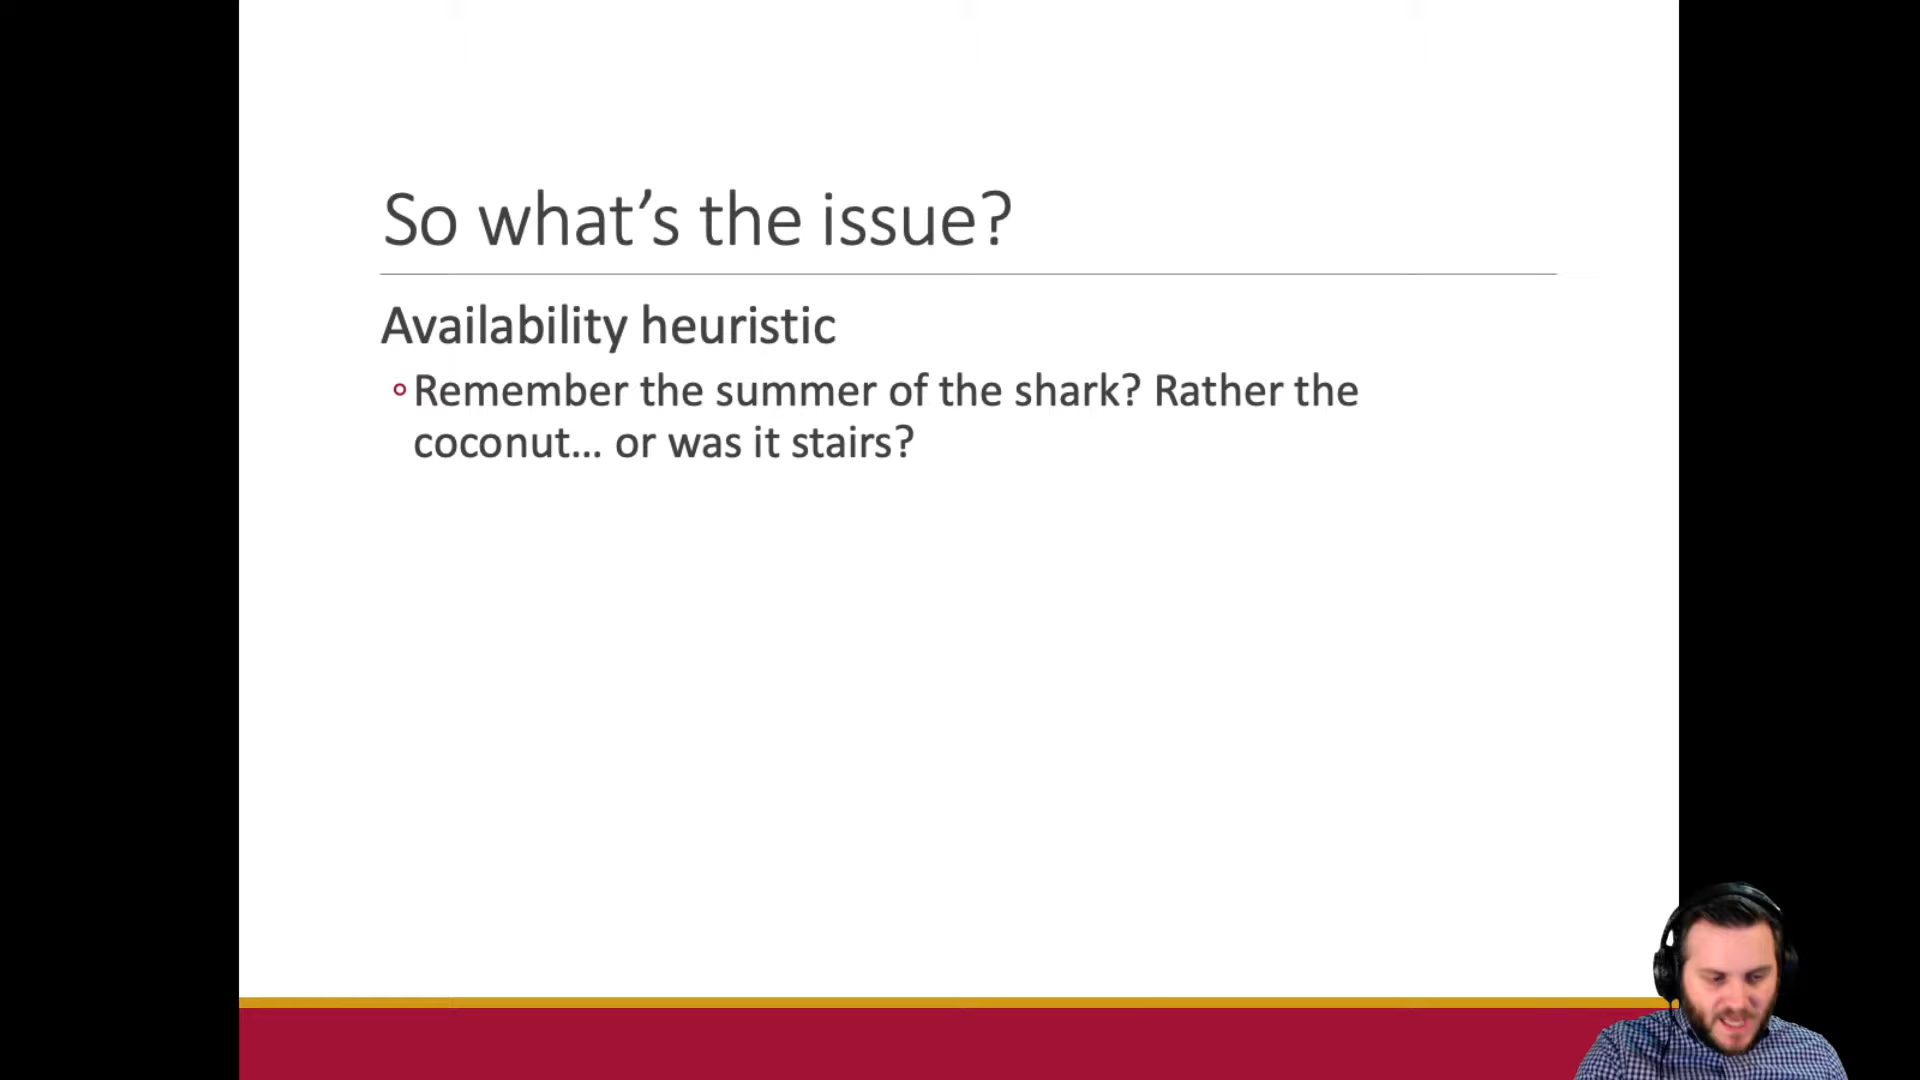 So what’s the issue?
Availability heuristic
◦Remember the summer of the shark? Rather the
coconut… or was it stairs?